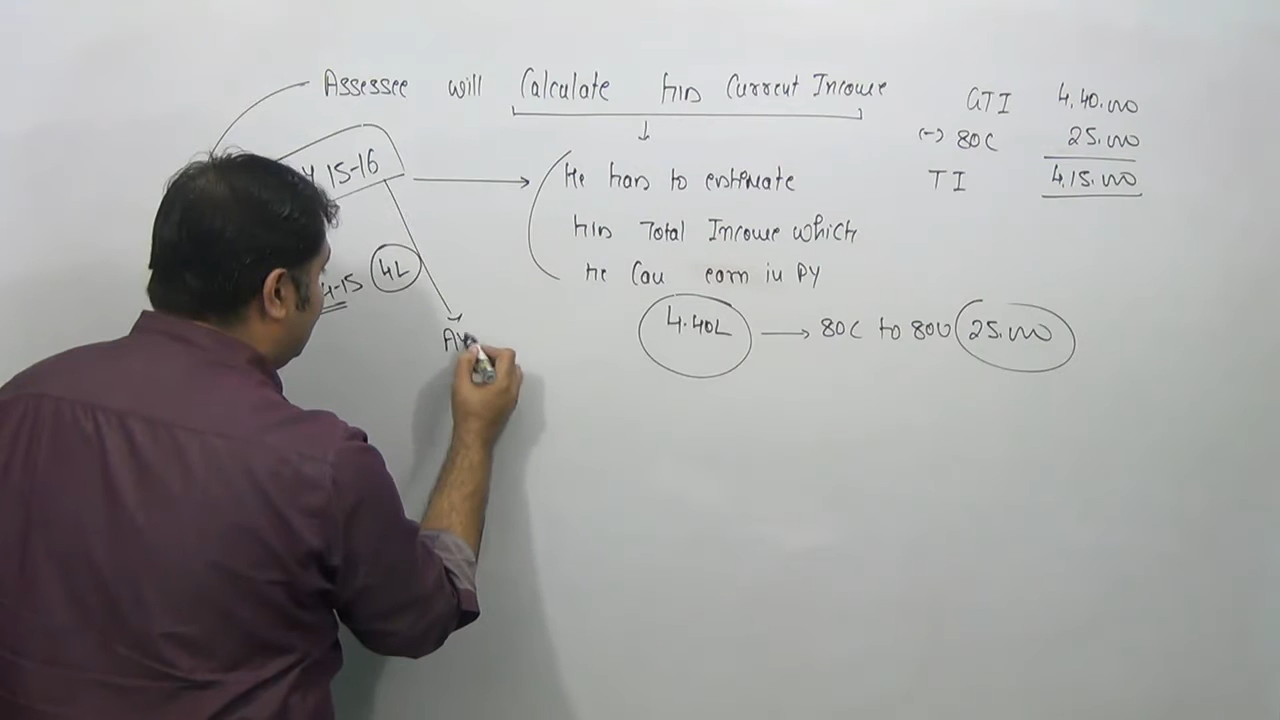 Assessee will Calculate his Current Income
GTI 4.40.000
(-) 80C 25.000
TI 4.15.000
Y 15-16
He has to estimate
his Total Income which
He Can earn in PY
4-15 4L
4.40L → 80C to 80U 25.000
AY